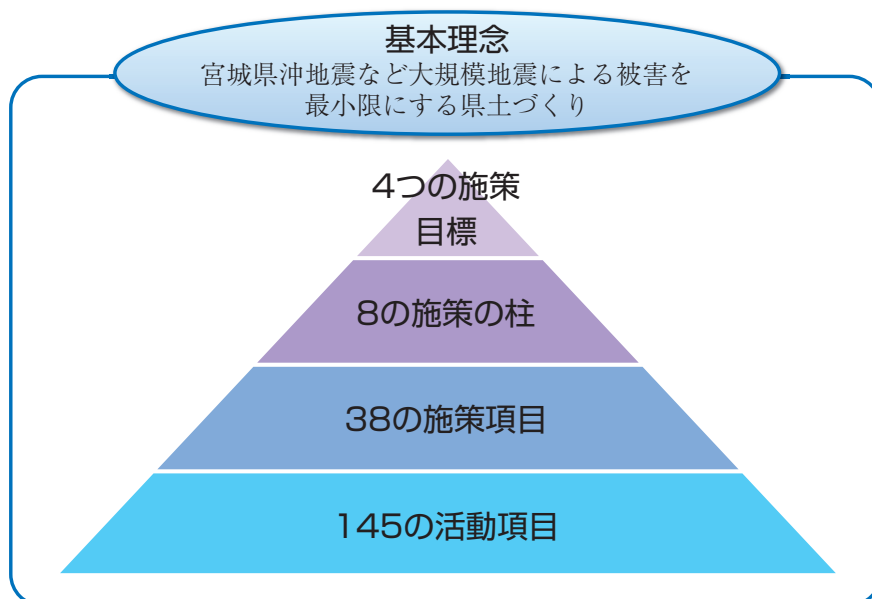 基本理念
宮城県沖地震など大規模地震による被害を
最小限にする県土づくり
4つの施策
目標
8の施策の柱
38の施策項目
145の活動項目